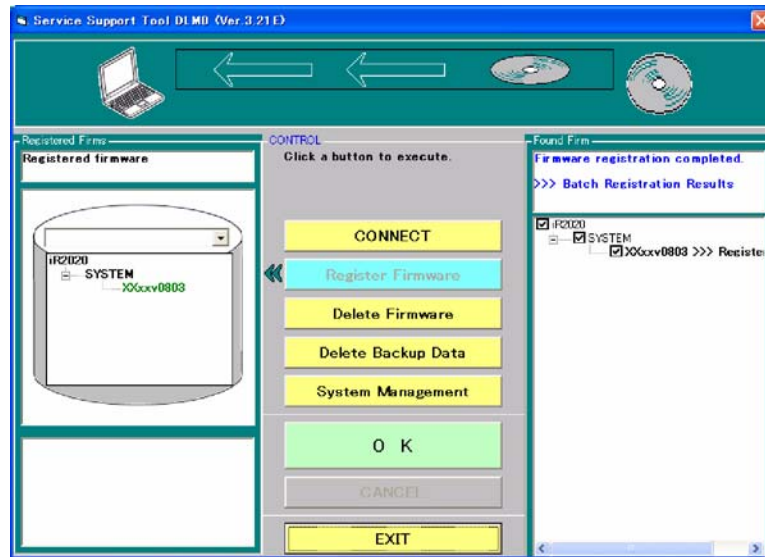 Service Support Tool DLMD (Ver.3.21E)
Registered Firms
Registered firmware
iR2020
SYSTEM
XXxxv0803
CONTROL
Click a button to execute.
CONNECT
Register Firmware
Delete Firmware
Delete Backup Data
System Management
O K
CANCEL
EXIT
Found Firm
Firmware registration completed.
>>> Batch Registration Results
iR2020
SYSTEM
XXxxv0803 >>> Registe